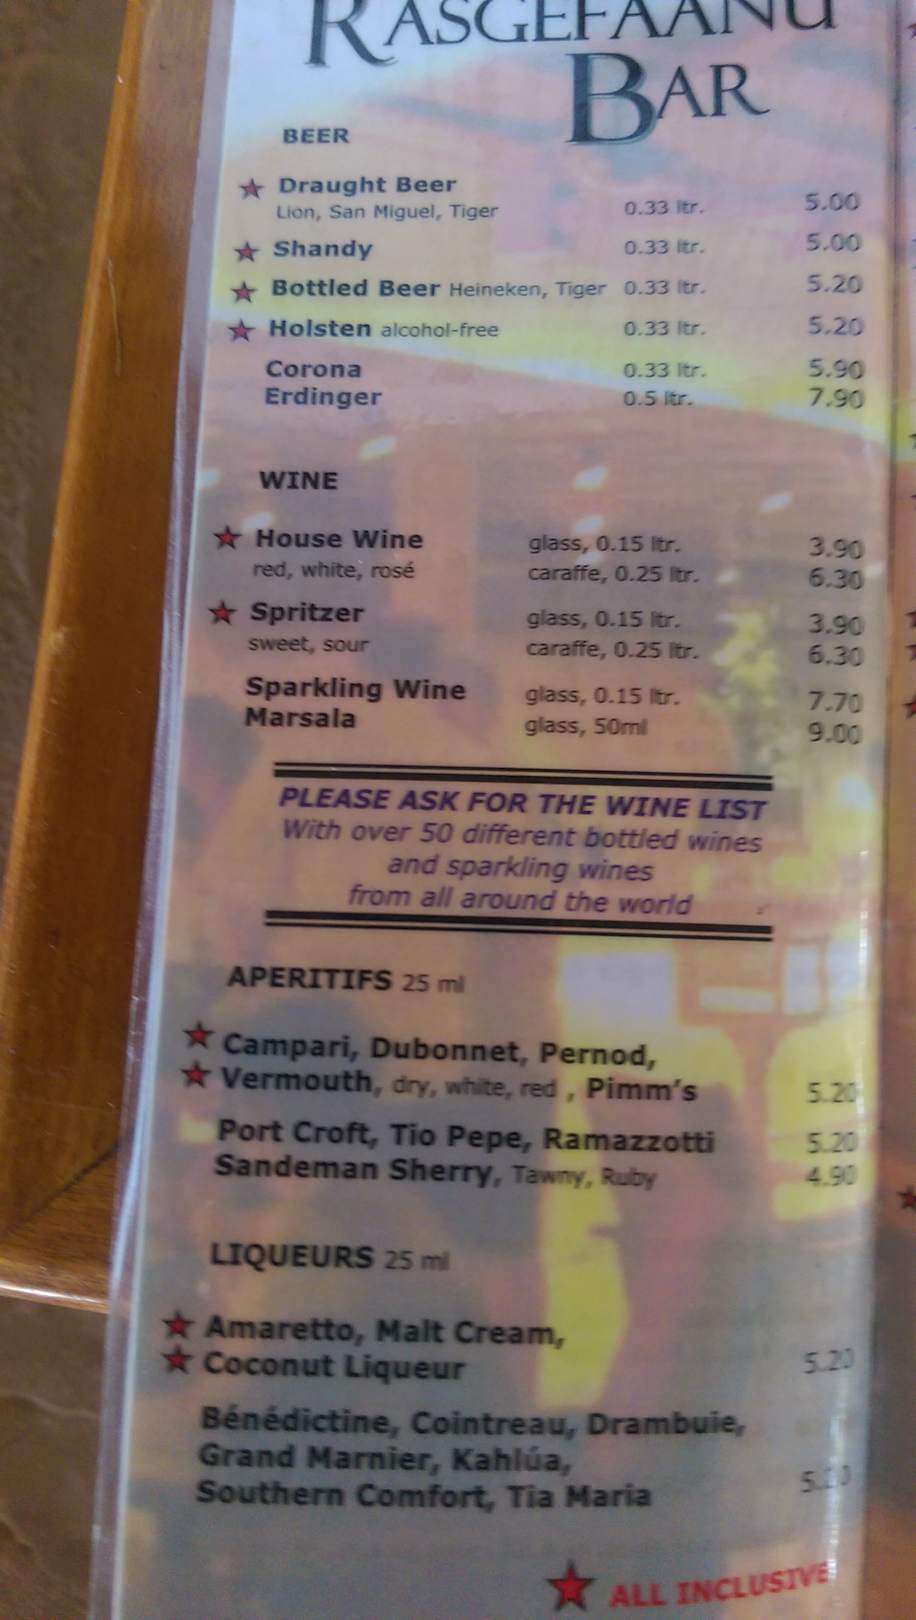 RASGEFAANU
BAR
BEER
Draught Beer
Lion, San Miguel, Tiger 0.33 ltr. 5.00
Shandy 0.33 ltr. 5.00
Bottled Beer Heineken, Tiger 0.33 ltr. 5.20
Holsten alcohol-free 0.33 ltr. 5.20
Corona 0.33 ltr. 5.90
Erdinger 0.5 ltr. 7.90
WINE
House Wine glass, 0.15 ltr. 3.90
red, white, rosé caraffe, 0.25 ltr. 6.30
Spritzer glass, 0.15 ltr. 3.90
sweet, sour caraffe, 0.25 ltr. 6.30
Sparkling Wine glass, 0.15 ltr. 7.70
Marsala glass, 50ml 9.00
PLEASE ASK FOR THE WINE LIST
With over 50 different bottled wines
and sparkling wines
from all around the world
APERITIFS 25 ml
Campari, Dubonnet, Pernod,
Vermouth, dry, white, red , Pimm's 5.20
Port Croft, Tio Pepe, Ramazzotti 5.20
Sandeman Sherry, Tawny, Ruby 4.90
LIQUEURS 25 ml
Amaretto, Malt Cream,
Coconut Liqueur 5.20
Bénédictine, Cointreau, Drambuie,
Grand Marnier, Kahlúa,
Southern Comfort, Tia Maria
ALL INCLUSIVE